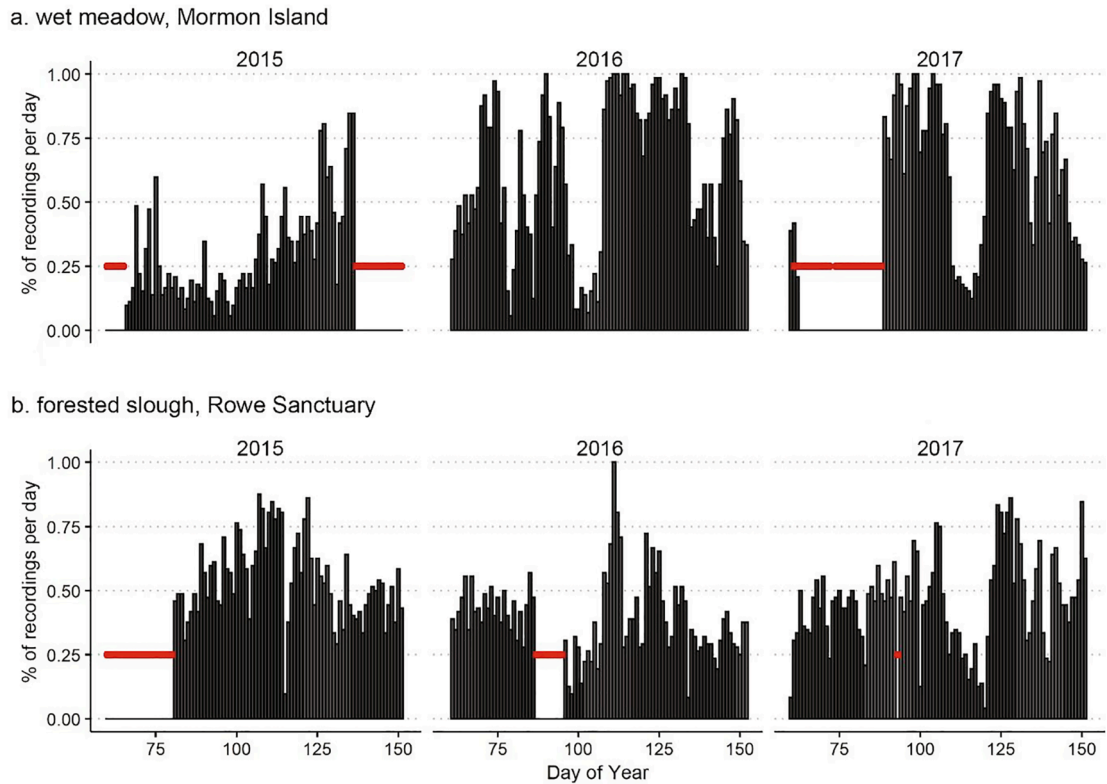 a. wet meadow, Mormon Island
2015 2016 2017
% of recordings per day
1.00
0.75
0.50
0.25
0.00
b. forested slough, Rowe Sanctuary
2015 2016 2017
% of recordings per day
1.00
0.75
0.50
0.25
0.00
75 100 125 150 75 100 125 150 75 100 125 150
Day of Year